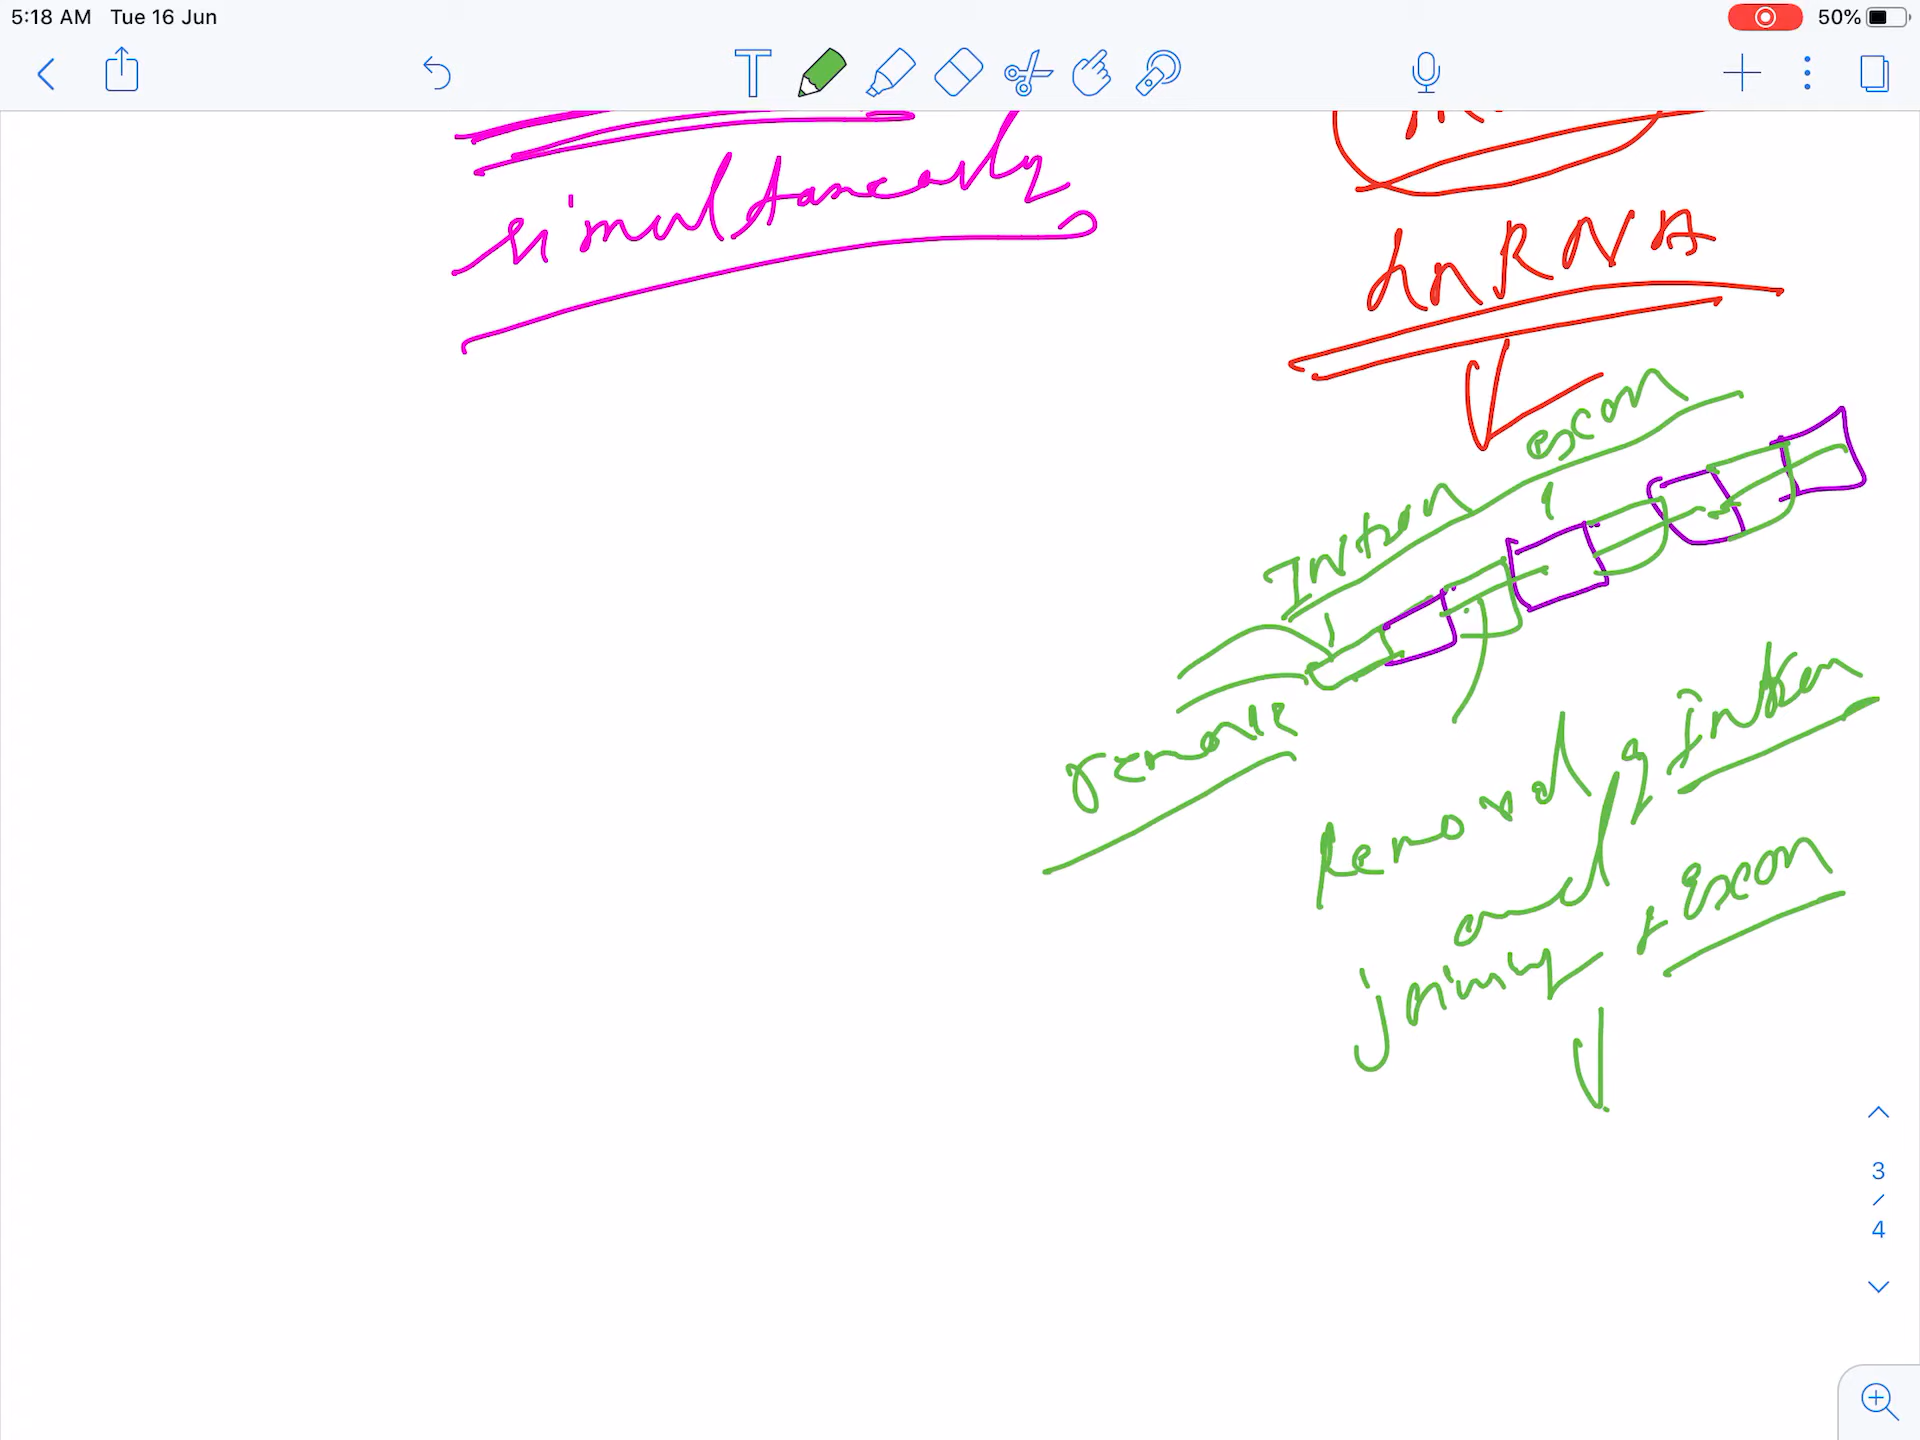 5:18 AM Tue 16 Jun
50%
T
simultaneously
hnRNA
exon
Intron
remove
Removal of Intron
and
joining of Exon
3
/
4